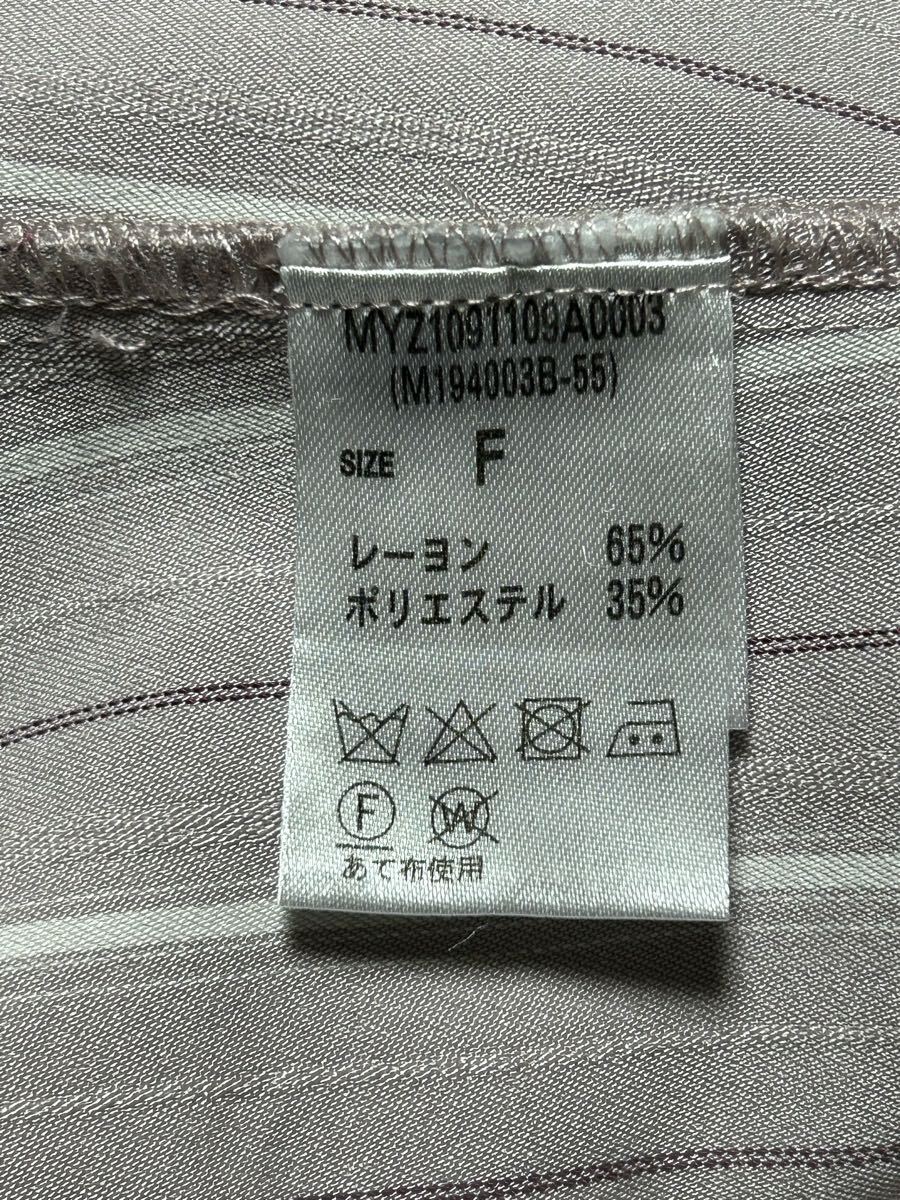 MYZ1091109A0003
(M194003B-55)
SIZE F
レーヨン 65%
ポリエステル 35%
F W
あて布使用